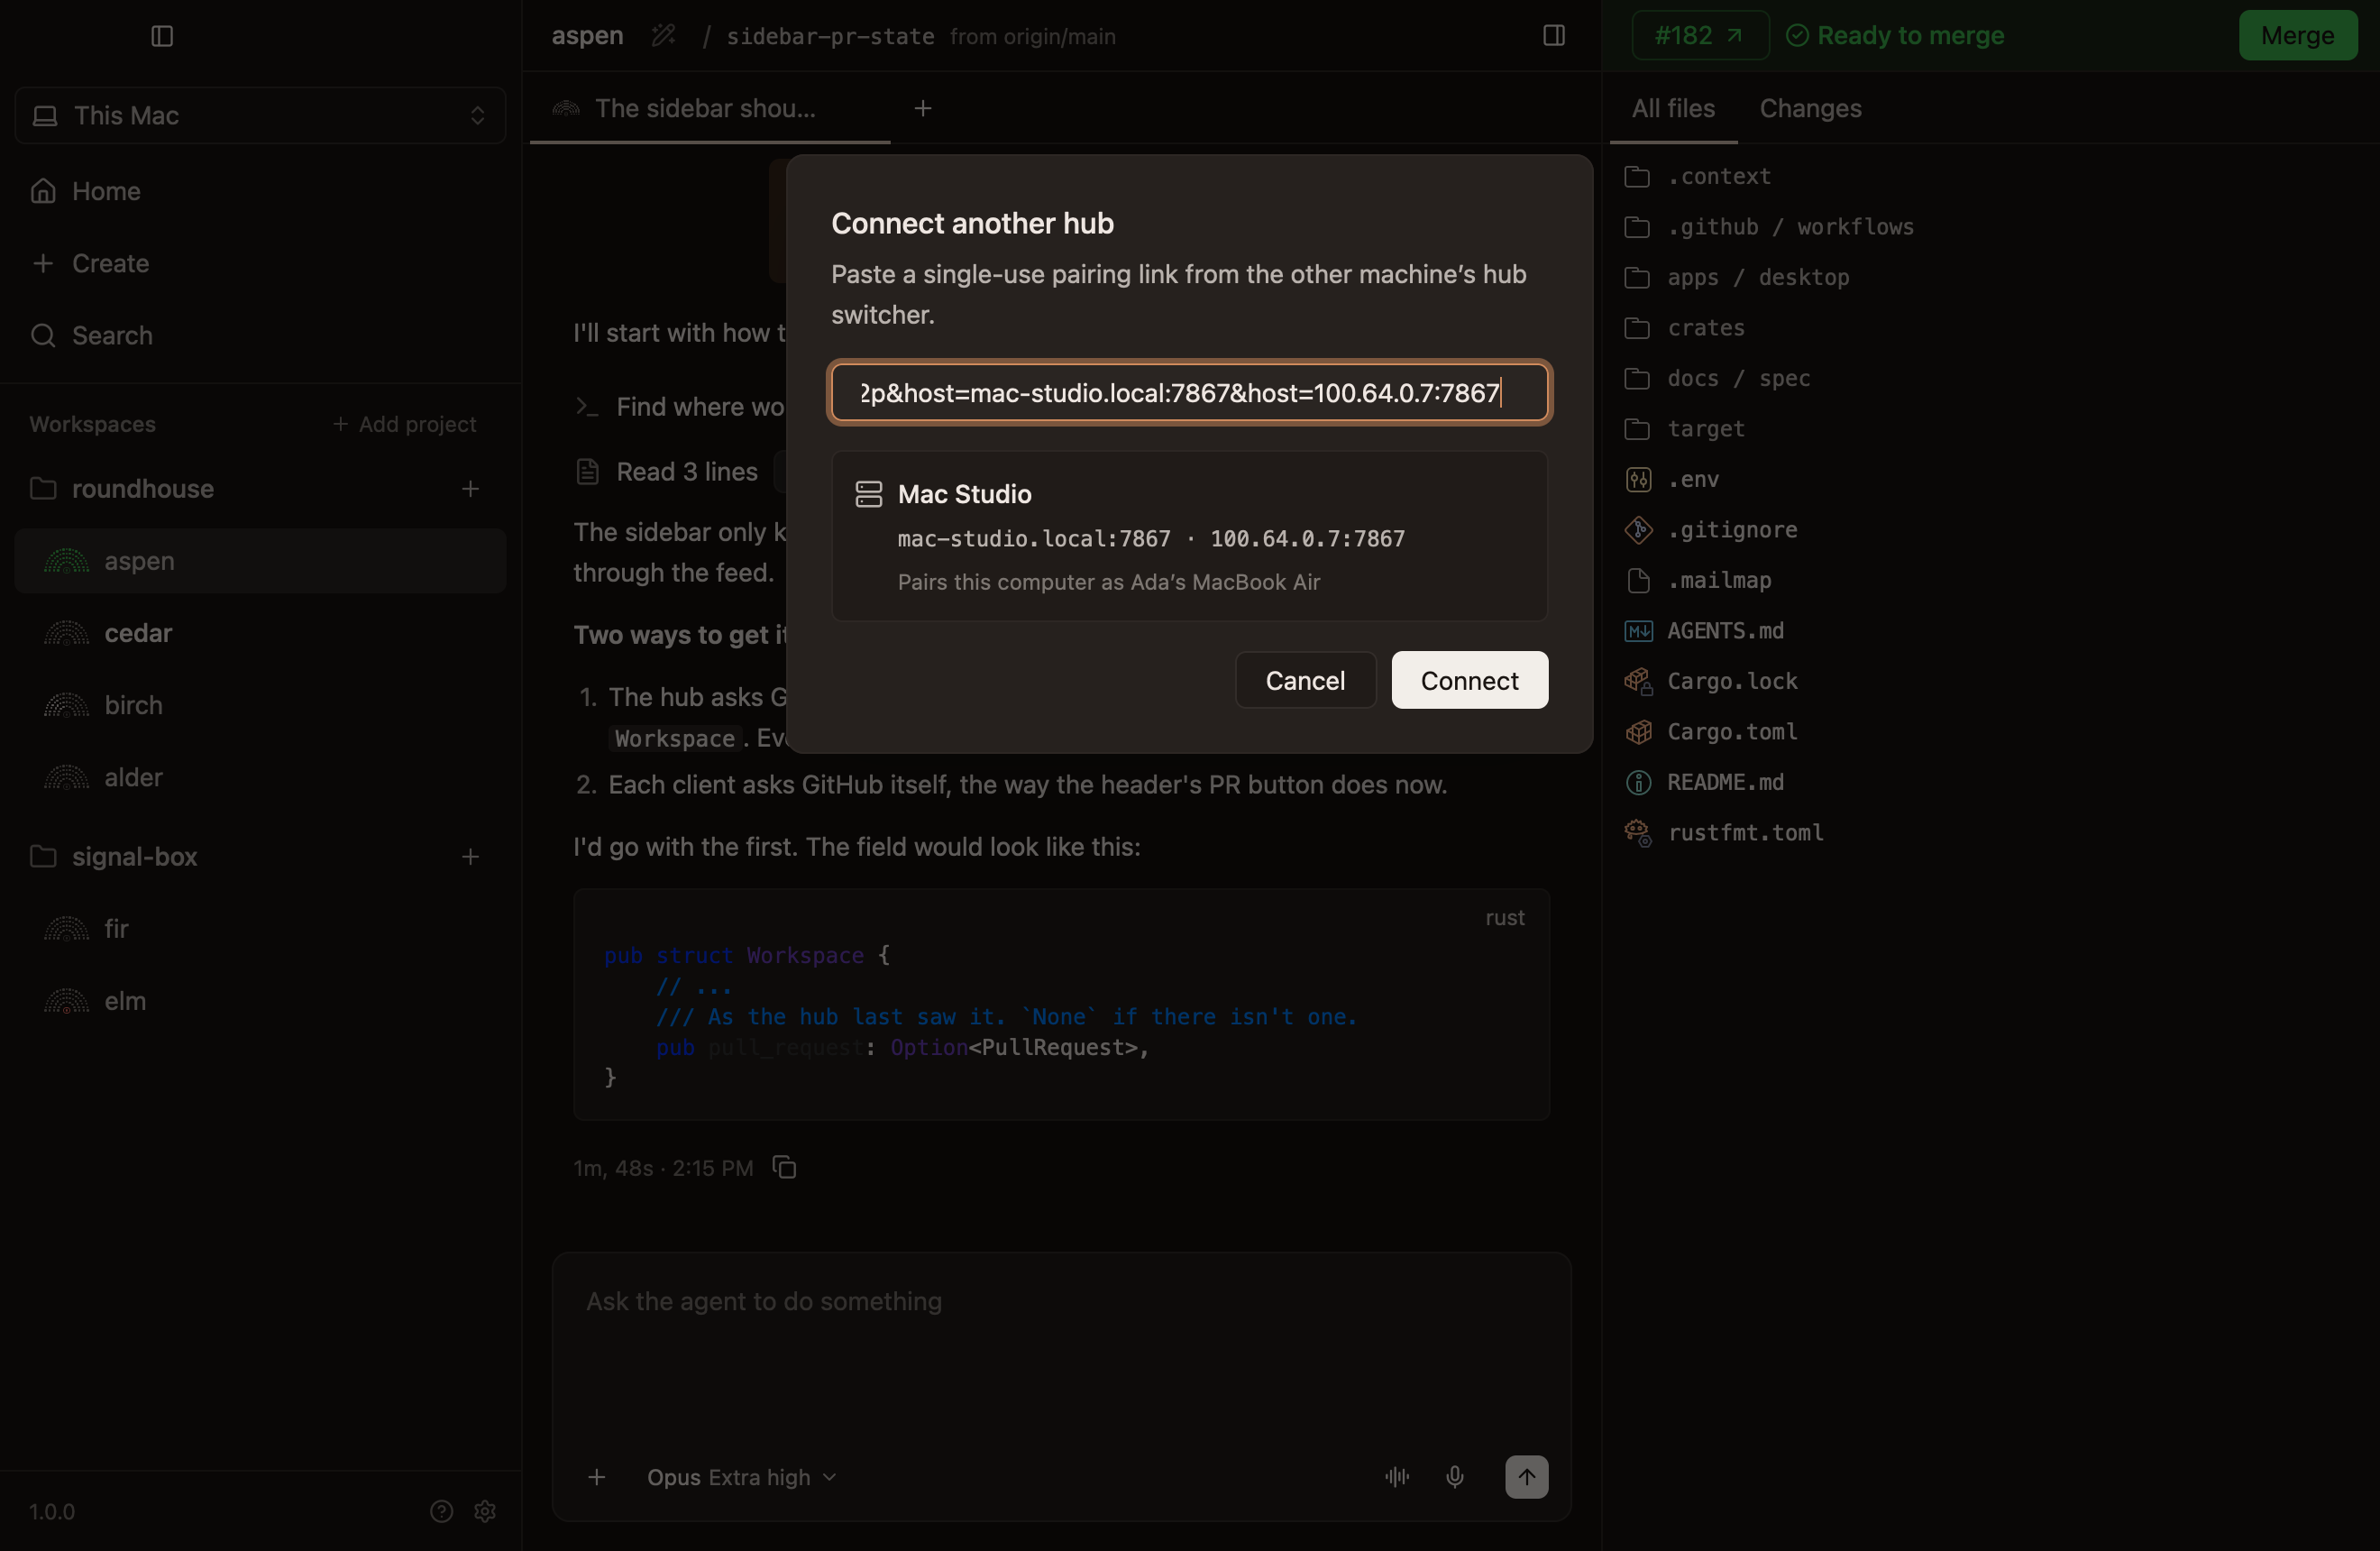 This Mac
Home
Create
Search
Workspaces
Add project
roundhouse
aspen
cedar
birch
alder
signal-box
fir
elm
1.0.0
aspen / sidebar-pr-state from origin/main
The sidebar shou...
I'll start with how t
Find where wo
Read 3 lines
The sidebar only k
through the feed.
Two ways to get it
1. The hub asks G
Workspace. Eve
2. Each client asks GitHub itself, the way the header's PR button does now.
I'd go with the first. The field would look like this:
rust
pub struct Workspace {
// ...
/// As the hub last saw it. `None` if there isn't one.
pub pull_request: Option<PullRequest>,
}
1m, 48s · 2:15 PM
Ask the agent to do something
Opus Extra high
Connect another hub
Paste a single-use pairing link from the other machine’s hub
switcher.
2p&host=mac-studio.local:7867&host=100.64.0.7:7867
Mac Studio
mac-studio.local:7867 · 100.64.0.7:7867
Pairs this computer as Ada’s MacBook Air
Cancel
Connect
#182
Ready to merge
Merge
All files
Changes
.context
.github / workflows
apps / desktop
crates
docs / spec
target
.env
.gitignore
.mailmap
AGENTS.md
Cargo.lock
Cargo.toml
README.md
rustfmt.toml